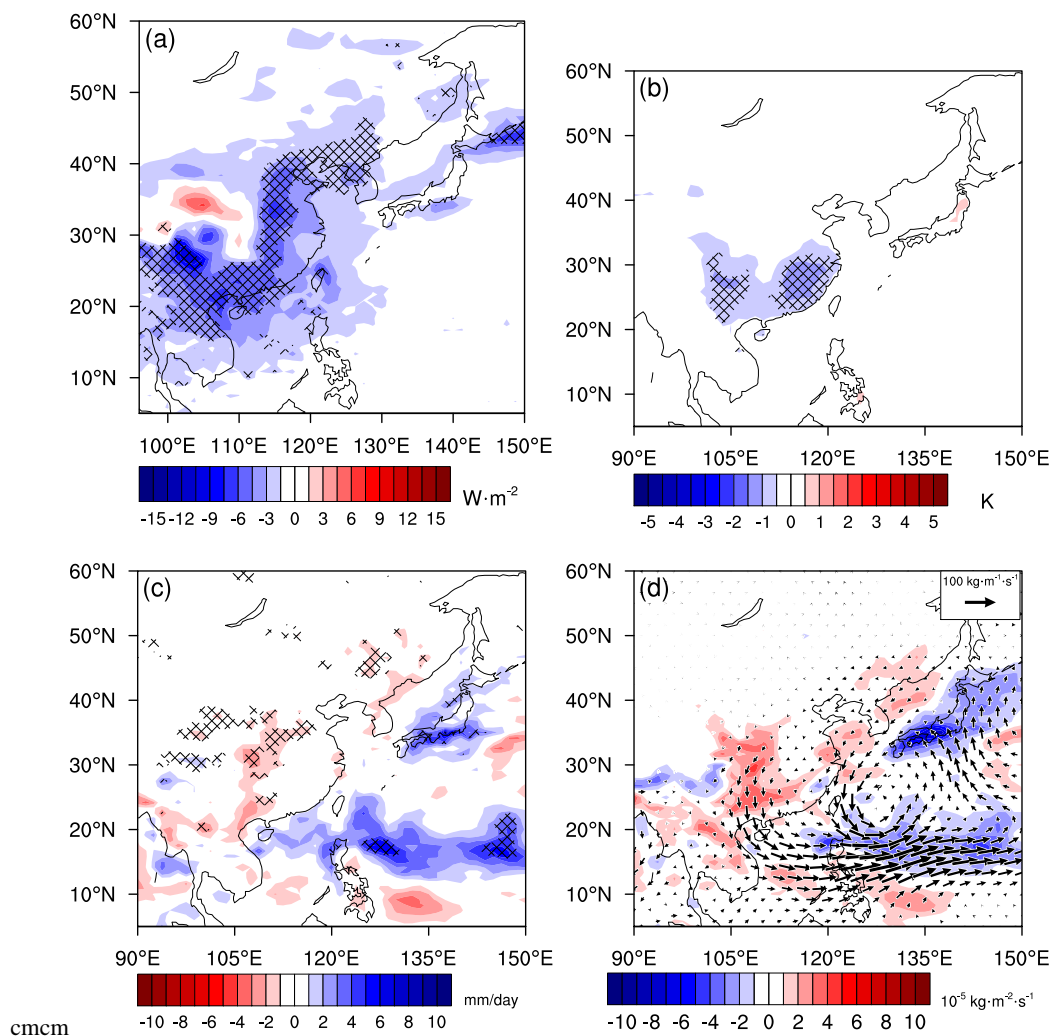 (a)
60°N
50°N
40°N
30°N
20°N
10°N
100°E 110°E 120°E 130°E 140°E 150°E
-15 -12 -9 -6 -3 0 3 6 9 12 15
W·m⁻²
(b)
60°N
50°N
40°N
30°N
20°N
10°N
90°E 105°E 120°E 135°E 150°E
-5 -4 -3 -2 -1 0 1 2 3 4 5
K
(c)
60°N
50°N
40°N
30°N
20°N
10°N
90°E 105°E 120°E 135°E 150°E
-10 -8 -6 -4 -2 0 2 4 6 8 10
mm/day
(d)
100 kg·m⁻¹·s⁻¹
60°N
50°N
40°N
30°N
20°N
10°N
90°E 105°E 120°E 135°E 150°E
-10 -8 -6 -4 -2 0 2 4 6 8 10
10⁻⁵ kg·m⁻²·s⁻¹
cmcm